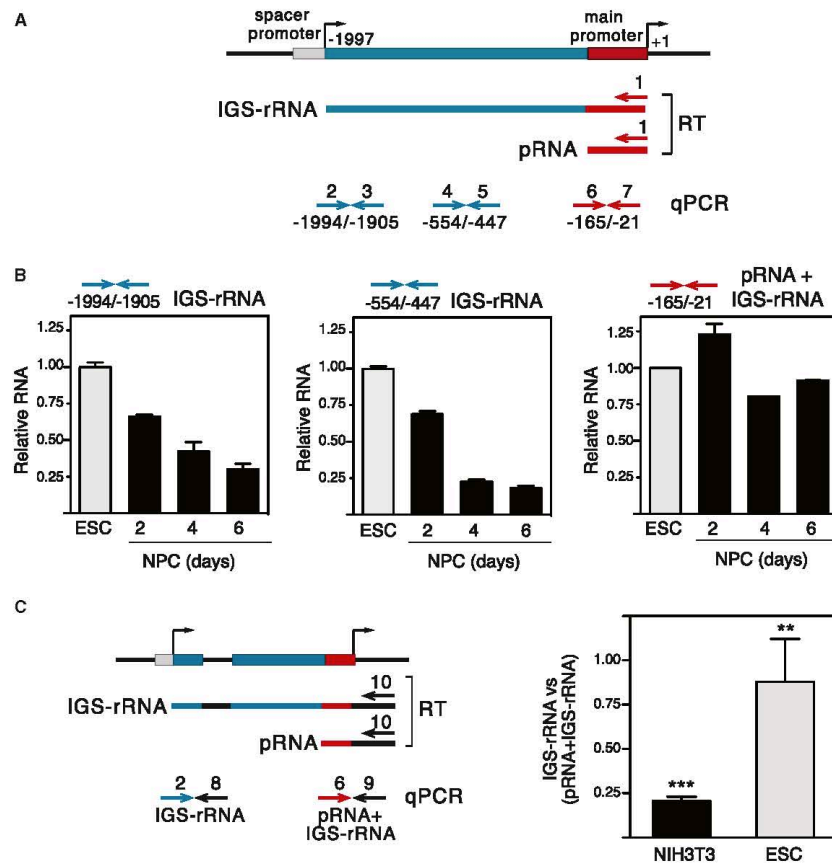 A
spacer promoter
main promoter
-1997
+1
1
IGS-rRNA
1
pRNA
RT
2 3
4 5
6 7
qPCR
-1994/-1905
-554/-447
-165/-21
B
-1994/-1905
IGS-rRNA
Relative RNA
1.25
1.00
0.75
0.50
0.25
ESC
2 4 6
NPC (days)
-554/-447
IGS-rRNA
Relative RNA
1.25
1.00
0.75
0.50
0.25
ESC
2 4 6
NPC (days)
pRNA +
IGS-rRNA
-165/-21
Relative RNA
1.25
1.00
0.75
0.50
0.25
ESC
2 4 6
NPC (days)
C
10
IGS-rRNA
10
pRNA
RT
2 8
6 9
qPCR
IGS-rRNA
pRNA+
IGS-rRNA
IGS-rRNA vs
(pRNA+IGS-rRNA)
1.00
0.75
0.50
0.25
***
**
NIH3T3
ESC